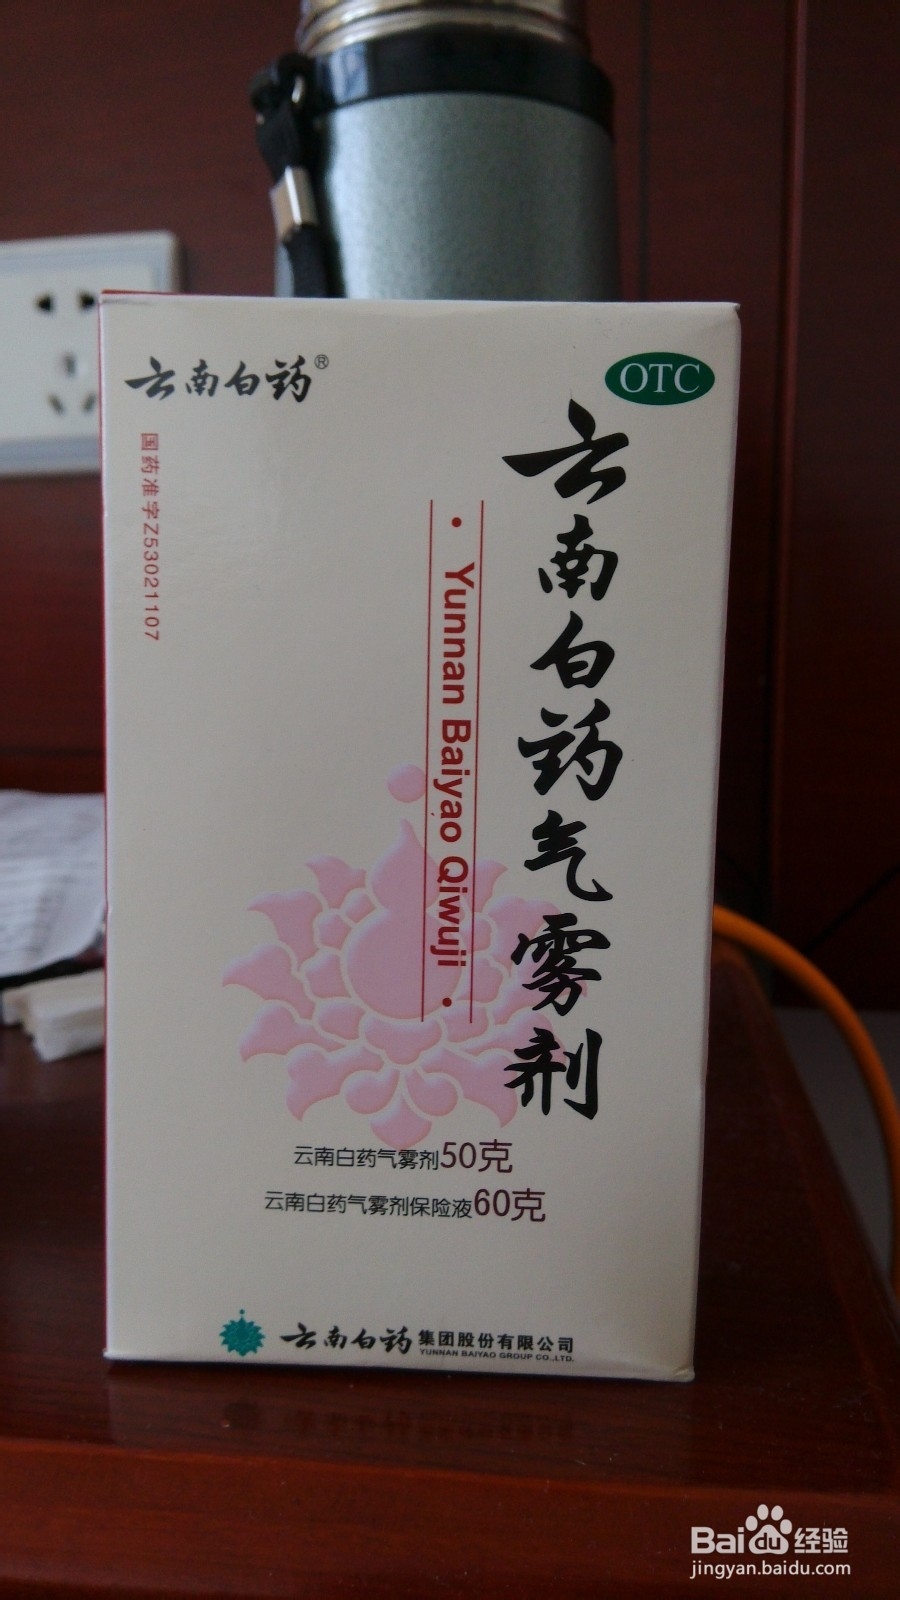 云南白药®
OTC
国药准字Z53021107
云南白药气雾剂
· Yunnan Baiyao Qiwuji ·
云南白药气雾剂50克
云南白药气雾剂保险液60克
云南白药集团股份有限公司
YUNNAN BAIYAO GROUP CO.,LTD.
Baidu经验
jingyan.baidu.com